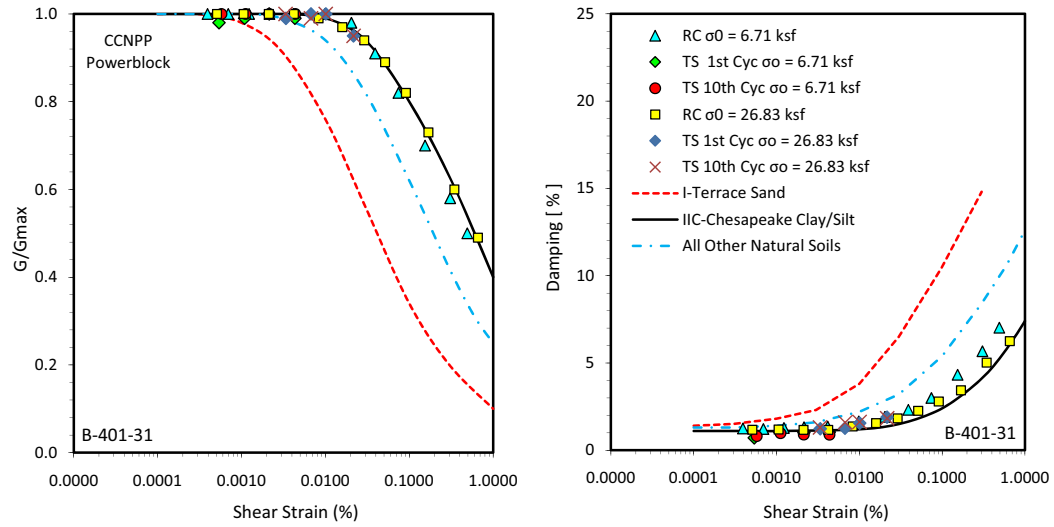 CCNPP
Powerblock
1.0
0.8
0.6
0.4
0.2
0.0
G/Gmax
B-401-31
0.0000 0.0001 0.0010 0.0100 0.1000 1.0000
Shear Strain (%)
25
20
15
10
5
0
Damping [ % ]
RC σ0 = 6.71 ksf
TS 1st Cyc σo = 6.71 ksf
TS 10th Cyc σo = 6.71 ksf
RC σ0 = 26.83 ksf
TS 1st Cyc σo = 26.83 ksf
TS 10th Cyc σo = 26.83 ksf
I-Terrace Sand
IIC-Chesapeake Clay/Silt
All Other Natural Soils
B-401-31
0.0000 0.0001 0.0010 0.0100 0.1000 1.0000
Shear Strain (%)